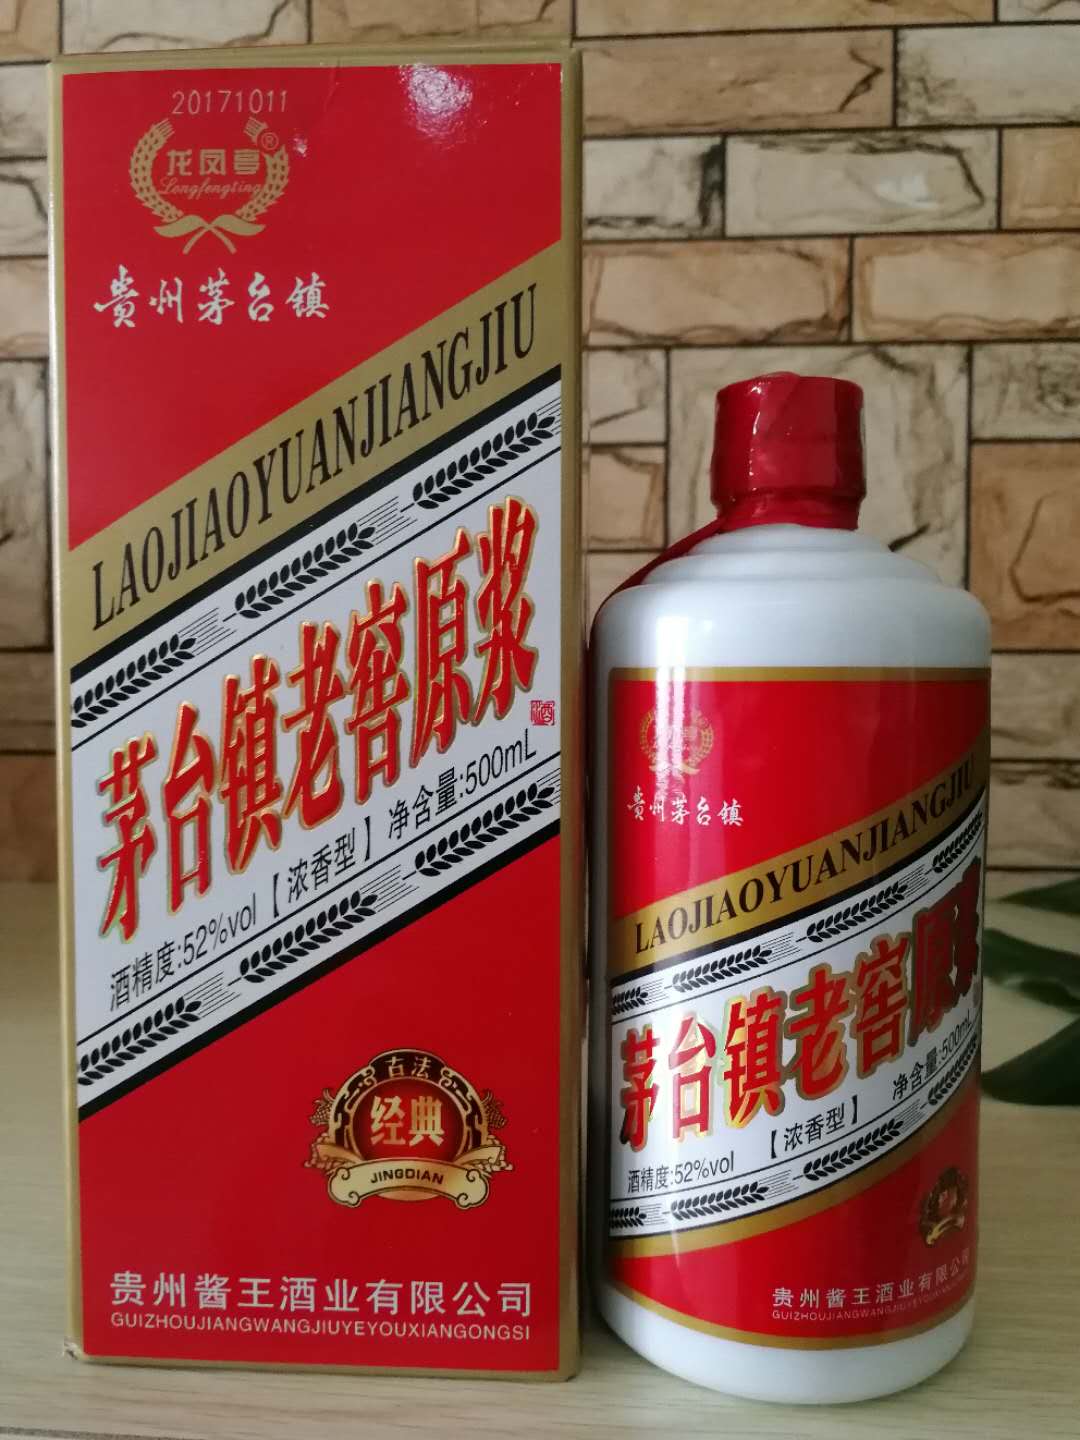 20171011
龙凤亭®
Longfengting
贵州茅台镇
LAOJIAOYUANJIANGJIU
茅台镇老窖原浆
酒
酒精度:52%vol【浓香型】净含量:500mL
古法
经典
JINGDIAN
贵州酱王酒业有限公司
GUIZHOUJIANGWANGJIUYEYOUXIANGONGSI
贵州茅台镇
LAOJIAOYUANJIANGJIU
茅台镇老窖原浆
酒精度:52%vol【浓香型】净含量:500mL
贵州酱王酒业有限公司
GUIZHOUJIANGWANGJIUYEYOUXIANGONGSI